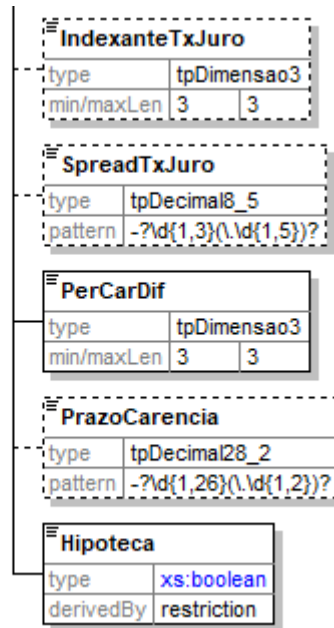 IndexanteTxJuro
type tpDimensao3
min/maxLen 3 3
SpreadTxJuro
type tpDecimal8_5
pattern -?\d{1,3}(\.\d{1,5})?
PerCarDif
type tpDimensao3
min/maxLen 3 3
PrazoCarencia
type tpDecimal28_2
pattern -?\d{1,26}(\.\d{1,2})?
Hipoteca
type xs:boolean
derivedBy restriction